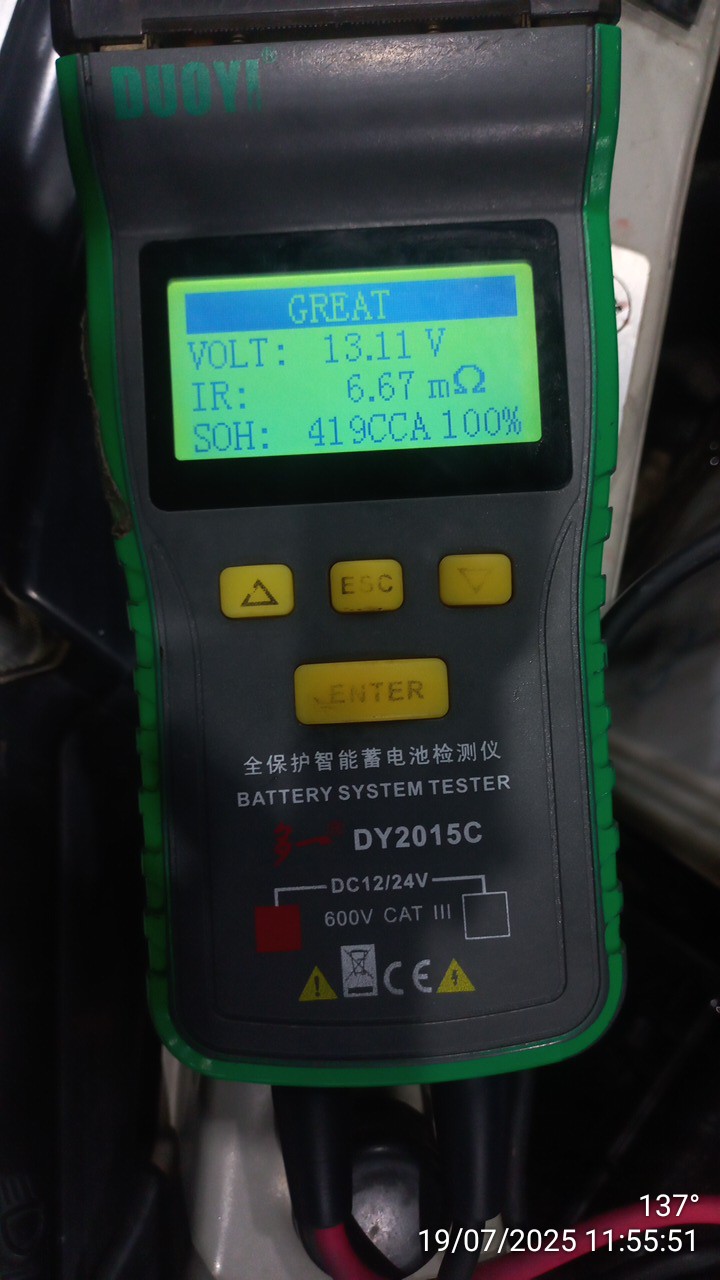 DUOYI
GREAT
VOLT: 13.11 V
IR: 6.67 mΩ
SOH: 419CCA 100%
ESC
ENTER
全保护智能蓄电池检测仪
BATTERY SYSTEM TESTER
多一 DY2015C
DC12/24V
600V CAT III
CE
137°
19/07/2025 11:55:51